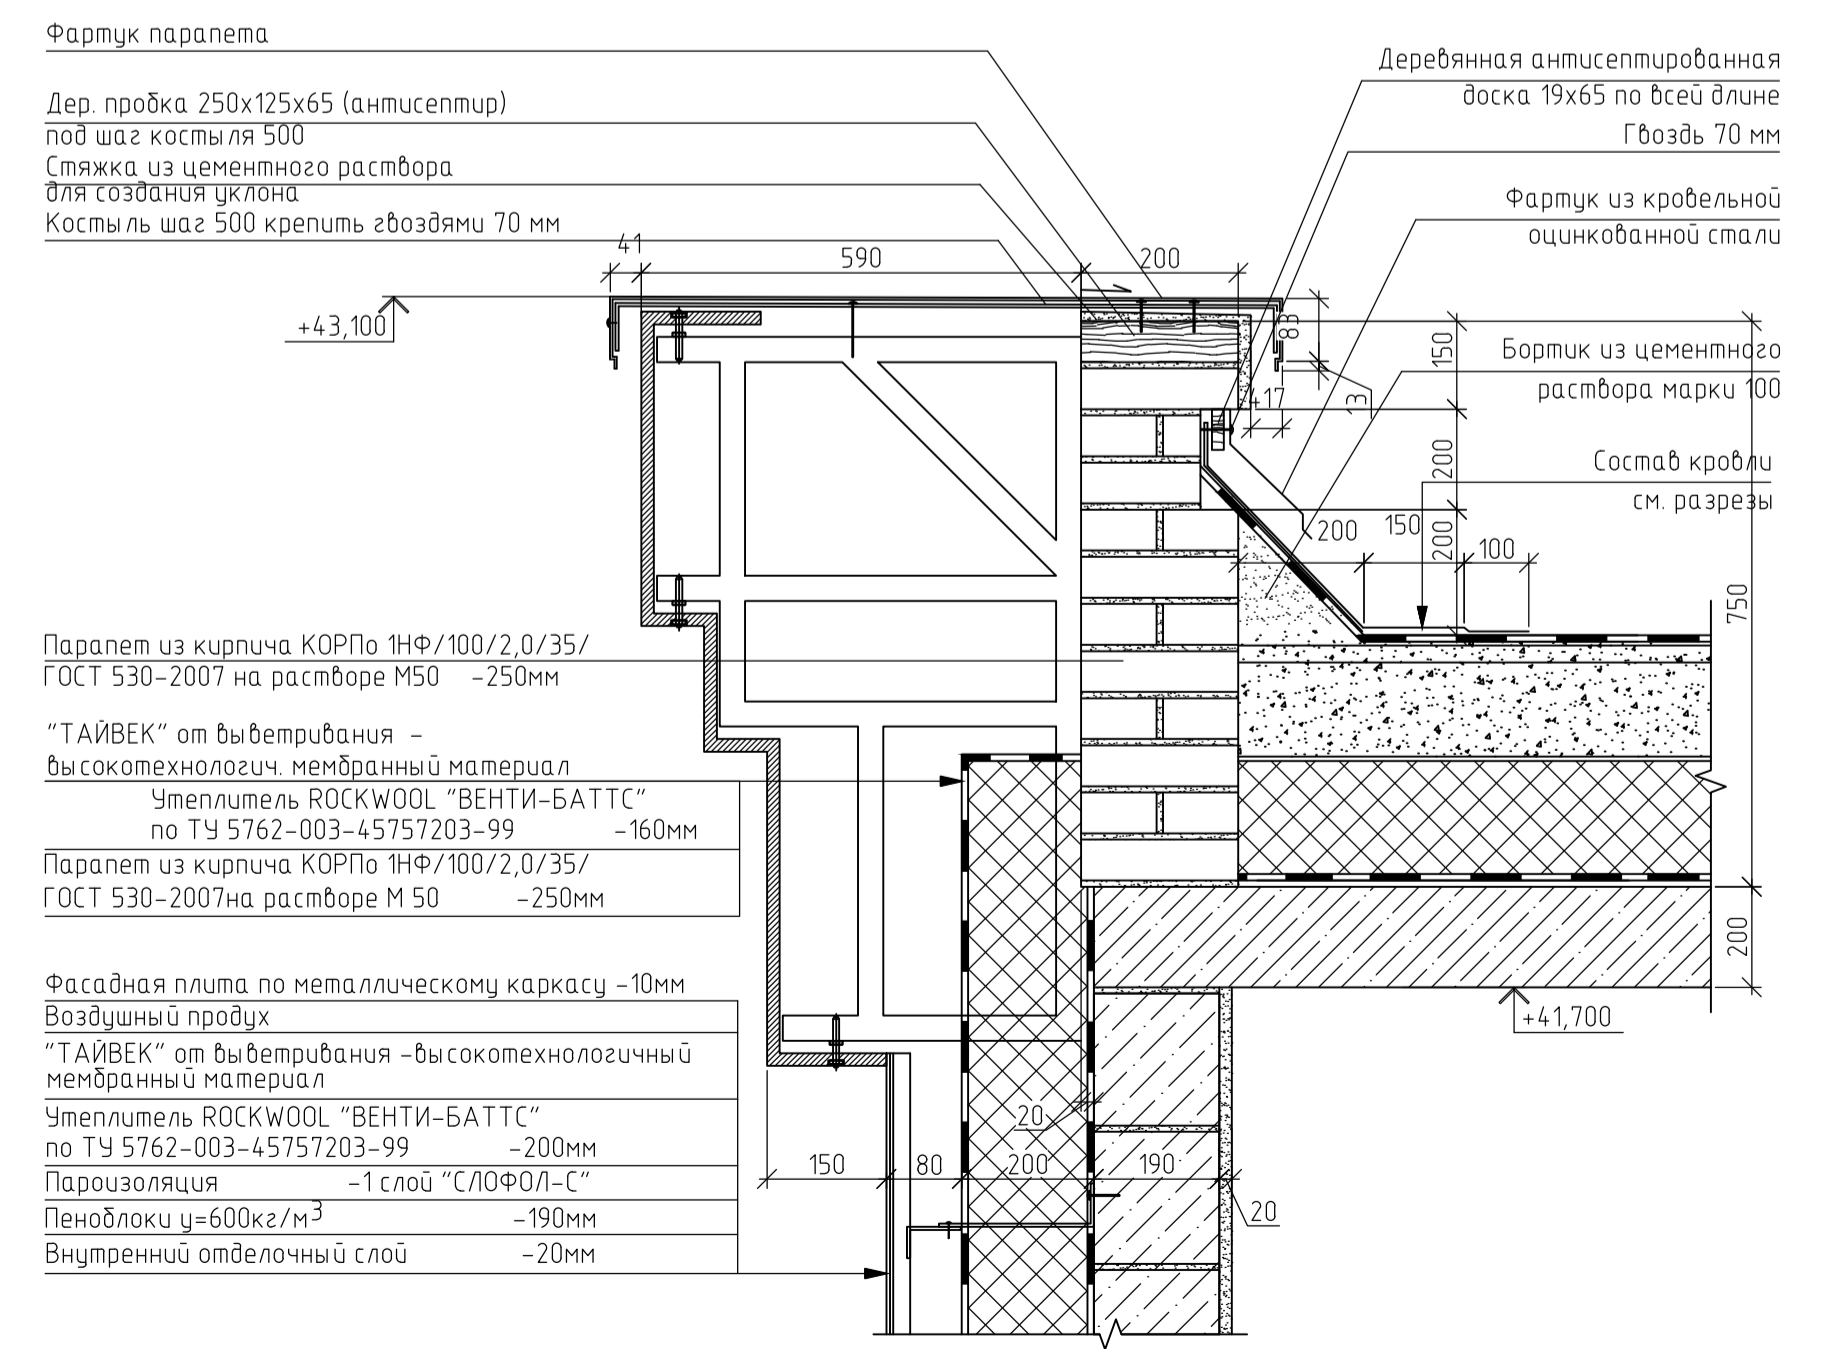 Фартук парапета
Дер. пробка 250х125х65 (антисептир)
под шаг костыля 500
Стяжка из цементного раствора
для создания уклона
Костыль шаг 500 крепить гвоздями 70 мм
Деревянная антисептированная
доска 19х65 по всей длине
Гвоздь 70 мм
Фартук из кровельной
оцинкованной стали
41
590
200
+43,100
83
150
Бортик из цементного
раствора марки 100
13
417
200
Состав кровли
см. разрезы
200
150
200
100
750
Парапет из кирпича КОРПо 1НФ/100/2,0/35/
ГОСТ 530-2007 на растворе М50 -250мм
"ТАЙВЕК" от выветривания -
высокотехнологич. мембранный материал
Утеплитель ROCKWOOL "ВЕНТИ-БАТТС"
по ТУ 5762-003-45757203-99 -160мм
Парапет из кирпича КОРПо 1НФ/100/2,0/35/
ГОСТ 530-2007на растворе М 50 -250мм
200
+41,700
Фасадная плита по металлическому каркасу -10мм
Воздушный продух
"ТАЙВЕК" от выветривания -высокотехнологичный
мембранный материал
Утеплитель ROCKWOOL "ВЕНТИ-БАТТС"
по ТУ 5762-003-45757203-99 -200мм
Пароизоляция -1 слой "СЛОФОЛ-С"
Пеноблоки y=600кг/м3 -190мм
Внутренний отделочный слой -20мм
20
150
80
200
190
20